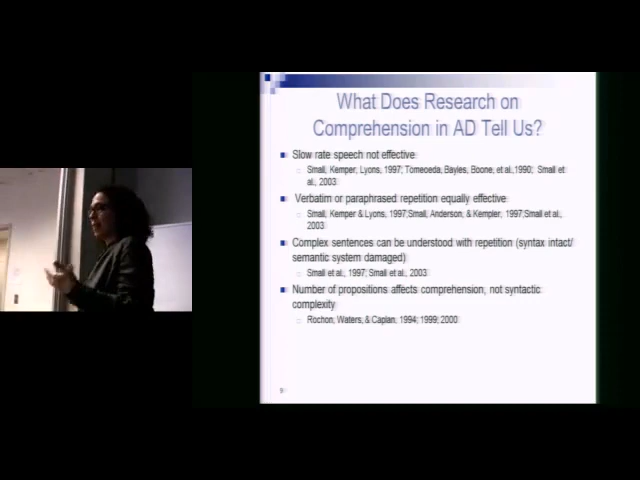 What Does Research on
Comprehension in AD Tell Us?
Slow rate speech not effective
Small, Kemper, Lyons, 1997; Tomeoeda, Bayles, Boone, et al.,1990; Small et
al., 2003
Verbatim or paraphrased repetition equally effective
Small, Kemper & Lyons, 1997;Small, Anderson, & Kempler, 1997;Small et al.,
2003
Complex sentences can be understood with repetition (syntax intact/
semantic system damaged)
Small et al., 1997; Small et al., 2003
Number of propositions affects comprehension, not syntactic
complexity
Rochon, Waters, & Caplan, 1994; 1999; 2000